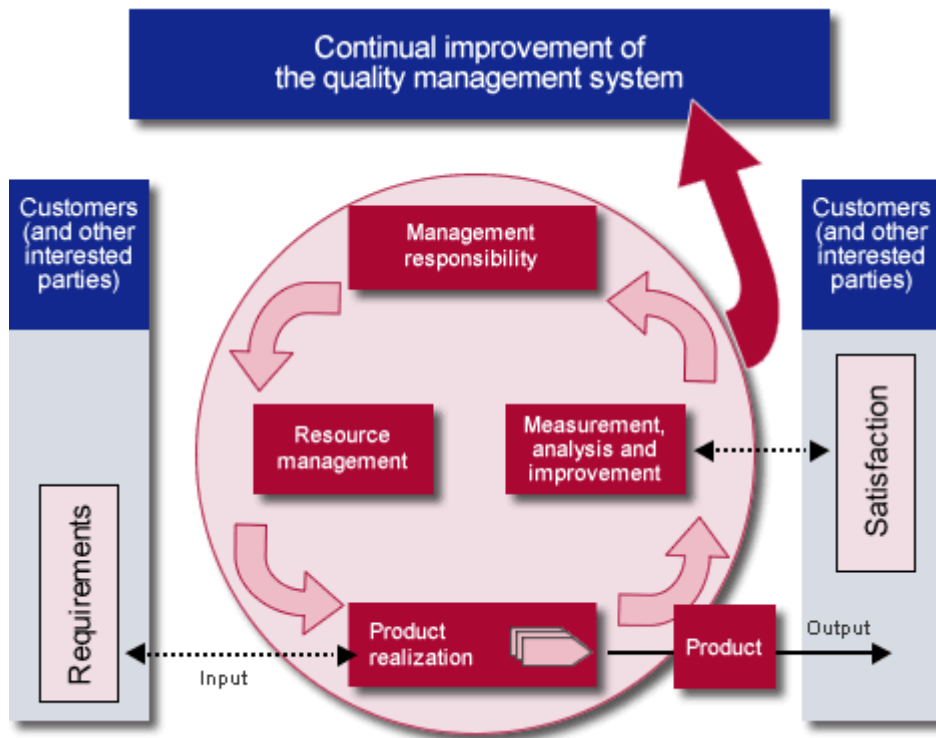 Continual improvement of
the quality management system
Customers
(and other
interested
parties)
Management
responsibility
Customers
(and other
interested
parties)
Resource
management
Measurement,
analysis and
improvement
Satisfaction
Requirements
Product
realization
Product
Output
Input